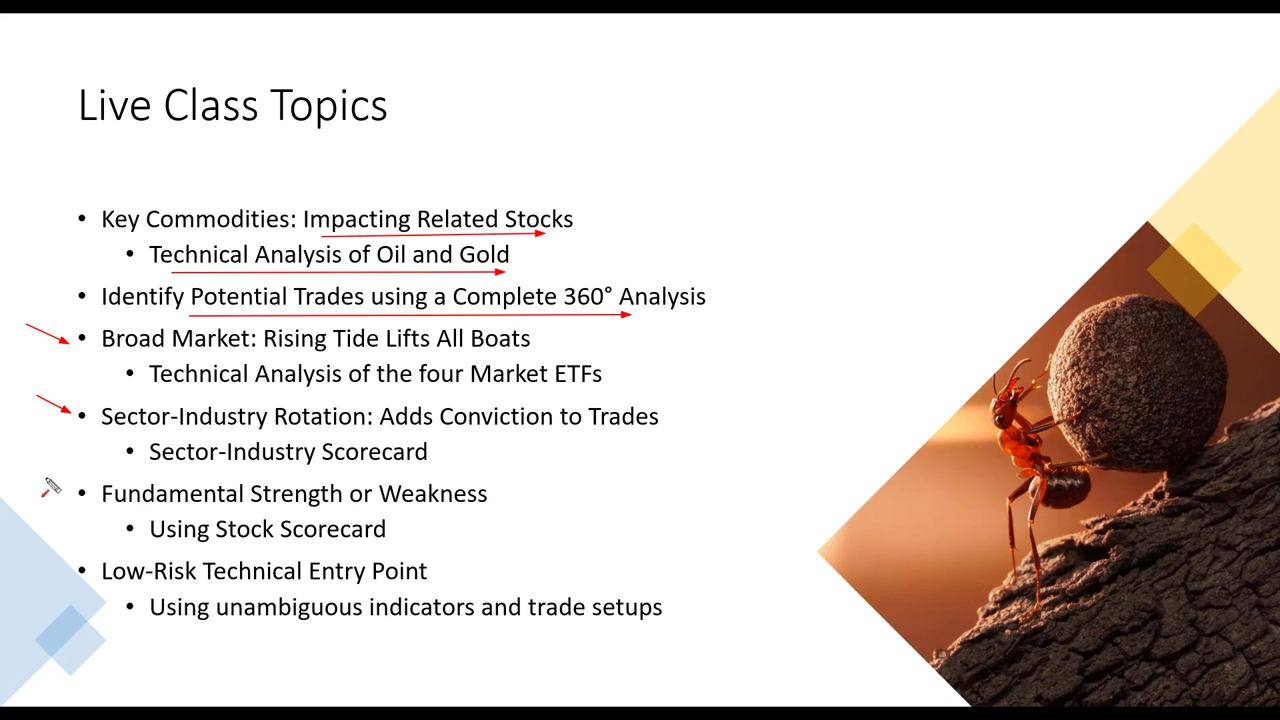 Live Class Topics
• Key Commodities: Impacting Related Stocks
• Technical Analysis of Oil and Gold
• Identify Potential Trades using a Complete 360° Analysis
• Broad Market: Rising Tide Lifts All Boats
• Technical Analysis of the four Market ETFs
• Sector-Industry Rotation: Adds Conviction to Trades
• Sector-Industry Scorecard
• Fundamental Strength or Weakness
• Using Stock Scorecard
• Low-Risk Technical Entry Point
• Using unambiguous indicators and trade setups